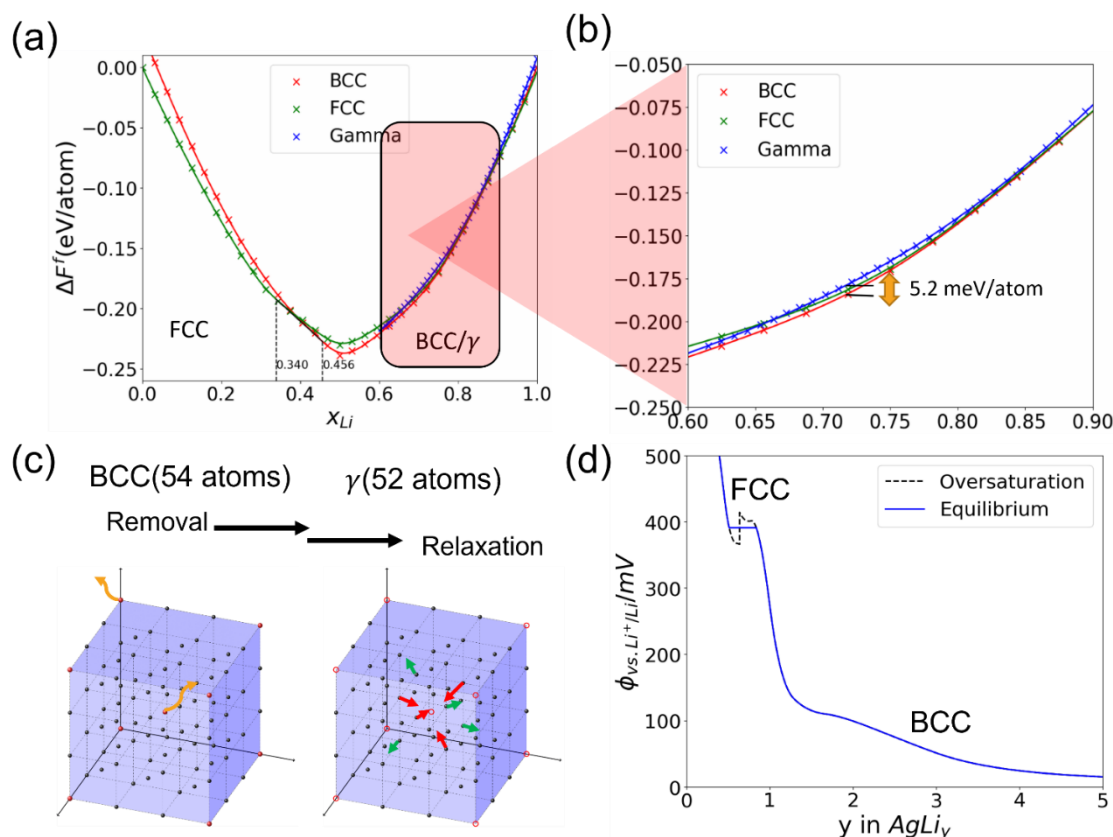 (a)
0.00
−0.05
−0.10
−0.15
−0.20
−0.25
ΔF^f(eV/atom)
BCC
FCC
Gamma
FCC
BCC/γ
0.340
0.456
0.0
0.2
0.4
0.6
0.8
1.0
x_Li
(b)
−0.050
−0.075
−0.100
−0.125
−0.150
−0.175
−0.200
−0.225
−0.250
BCC
FCC
Gamma
5.2 meV/atom
0.60
0.65
0.70
0.75
0.80
0.85
0.90
(c)
BCC(54 atoms)
γ(52 atoms)
Removal
Relaxation
(d)
500
400
300
200
100
0
ϕ_vs. Li⁺/Li/mV
FCC
Oversaturation
Equilibrium
BCC
0
1
2
3
4
5
y in AgLi_y